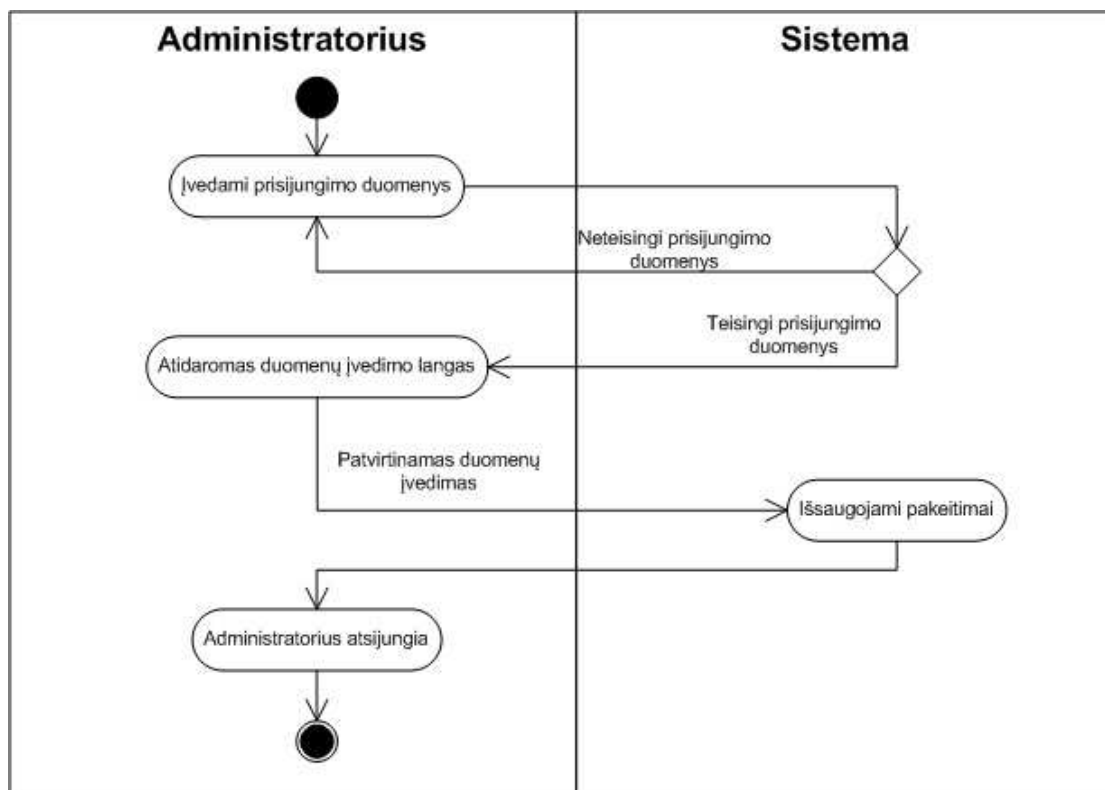 Administratorius
Sistema
Įvedami prisijungimo duomenys
Neteisingi prisijungimo
duomenys
Teisingi prisijungimo
duomenys
Atidaromas duomenų įvedimo langas
Patvirtinamas duomenų
įvedimas
Išsaugojami pakeitimai
Administratorius atsijungia